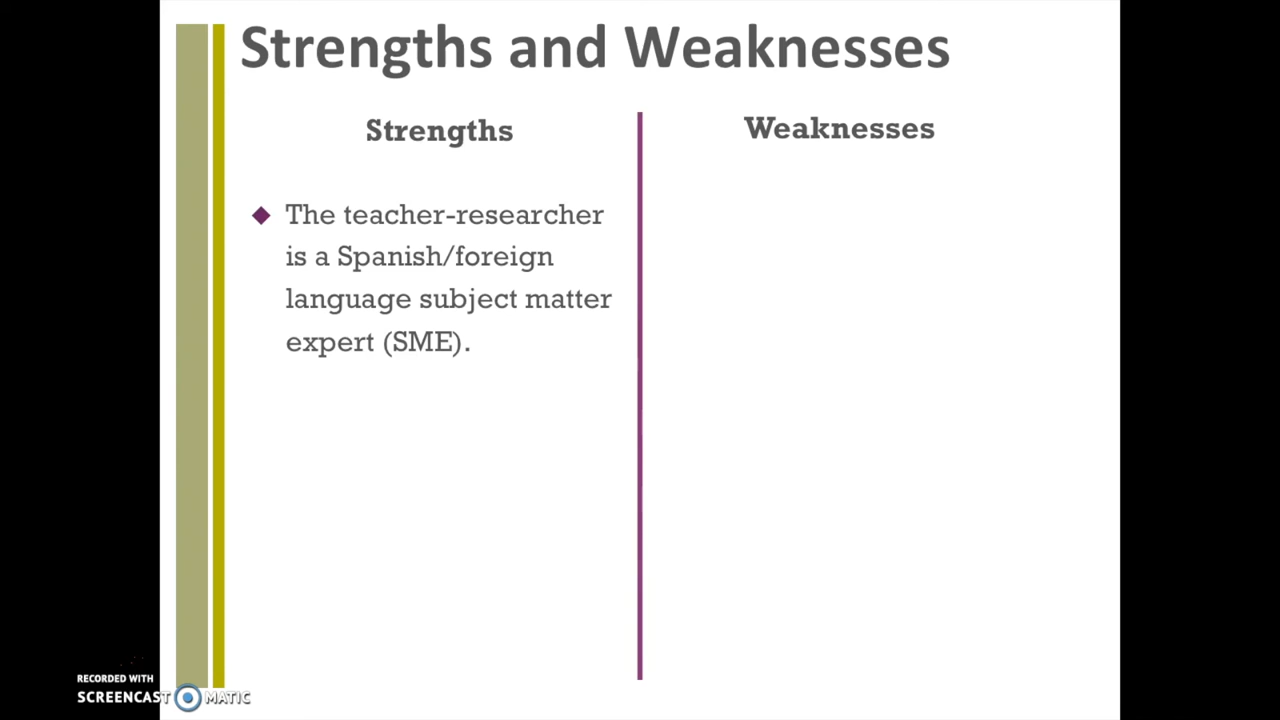 Strengths and Weaknesses
Strengths
Weaknesses
The teacher-researcher
is a Spanish/foreign
language subject matter
expert (SME).
RECORDED WITH
SCREENCAST MATIC